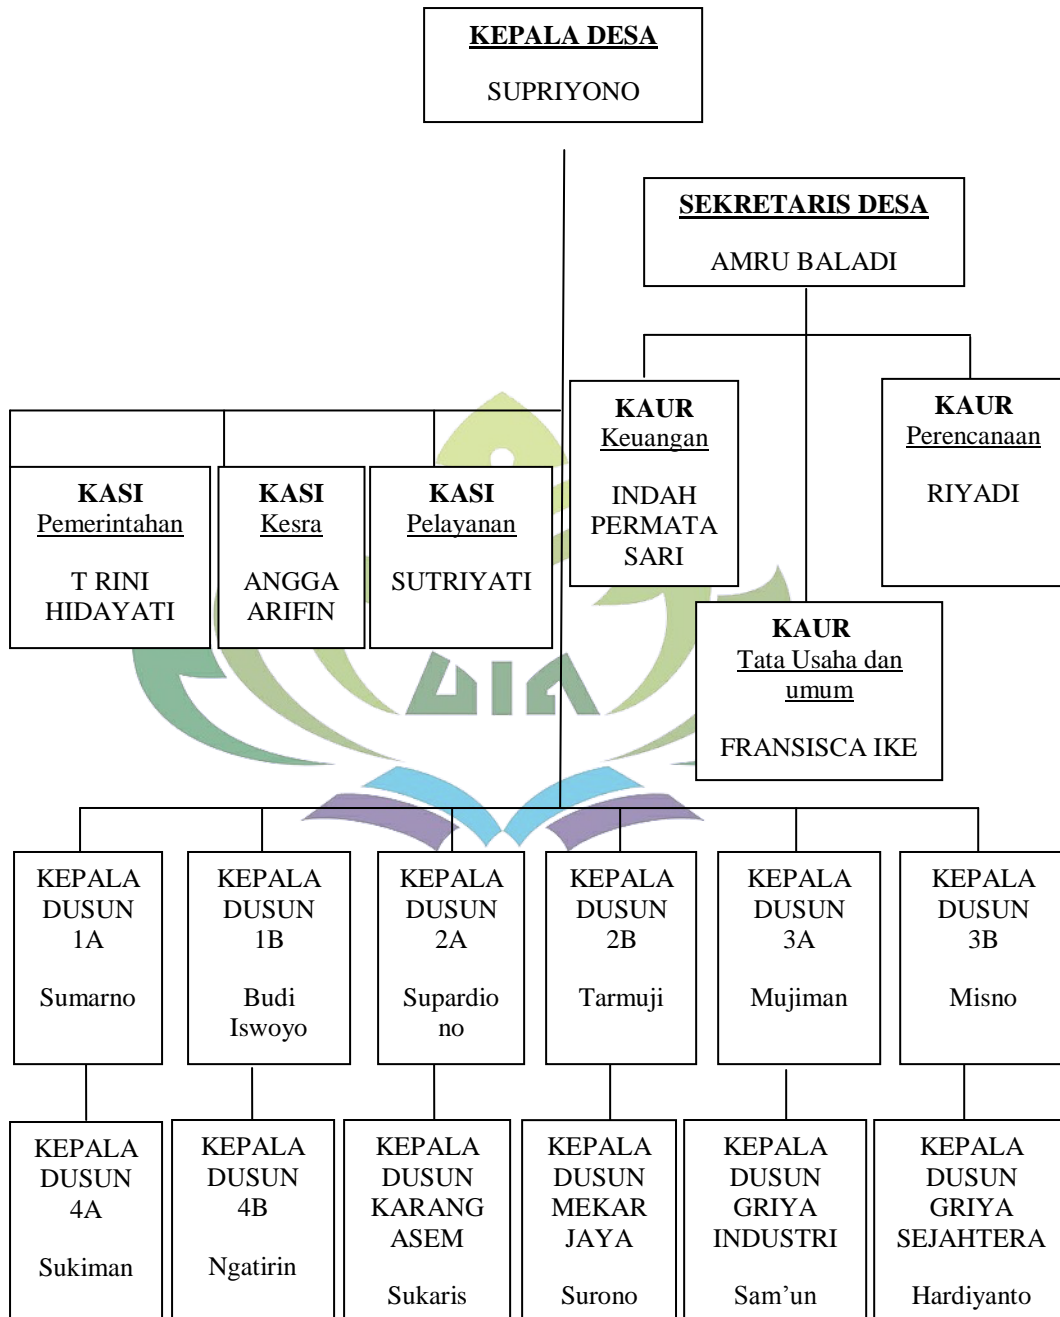 KEPALA DESA
SUPRIYONO
SEKRETARIS DESA
AMRU BALADI
KAUR
Keuangan
INDAH
PERMATA
SARI
KAUR
Perencanaan
RIYADI
KASI
Pemerintahan
T RINI
HIDAYATI
KASI
Kesra
ANGGA
ARIFIN
KASI
Pelayanan
SUTRIYATI
KAUR
Tata Usaha dan
umum
FRANSISCA IKE
UIN
KEPALA
DUSUN
1A
Sumarno
KEPALA
DUSUN
1B
Budi
Iswoyo
KEPALA
DUSUN
2A
Supardio
no
KEPALA
DUSUN
2B
Tarmuji
KEPALA
DUSUN
3A
Mujiman
KEPALA
DUSUN
3B
Misno
KEPALA
DUSUN
4A
Sukiman
KEPALA
DUSUN
4B
Ngatirin
KEPALA
DUSUN
KARANG
ASEM
Sukaris
KEPALA
DUSUN
MEKAR
JAYA
Surono
KEPALA
DUSUN
GRIYA
INDUSTRI
Sam’un
KEPALA
DUSUN
GRIYA
SEJAHTERA
Hardiyanto